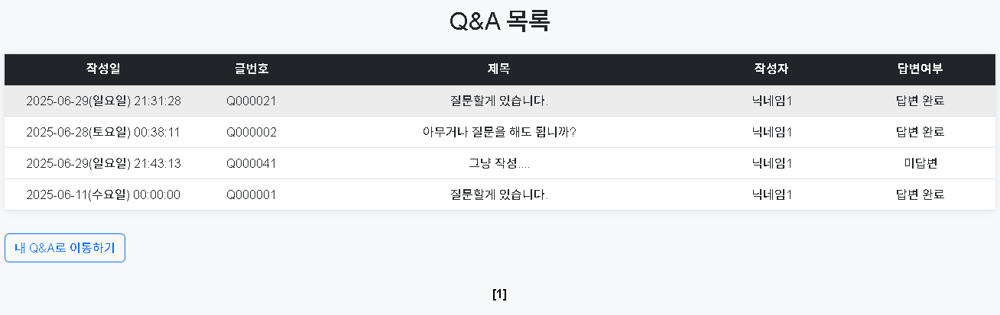 Q&A 목록
작성일 글번호 제목 작성자 답변여부
2025-06-29(일요일) 21:31:28 Q000021 질문할게 있습니다. 닉네임1 답변 완료
2025-06-28(토요일) 00:38:11 Q000002 아무거나 질문을 해도 됩니까? 닉네임1 답변 완료
2025-06-29(일요일) 21:43:13 Q000041 그냥 작성.... 닉네임1 미답변
2025-06-11(수요일) 00:00:00 Q000001 질문할게 있습니다. 닉네임1 답변 완료
내 Q&A로 이동하기
[1]